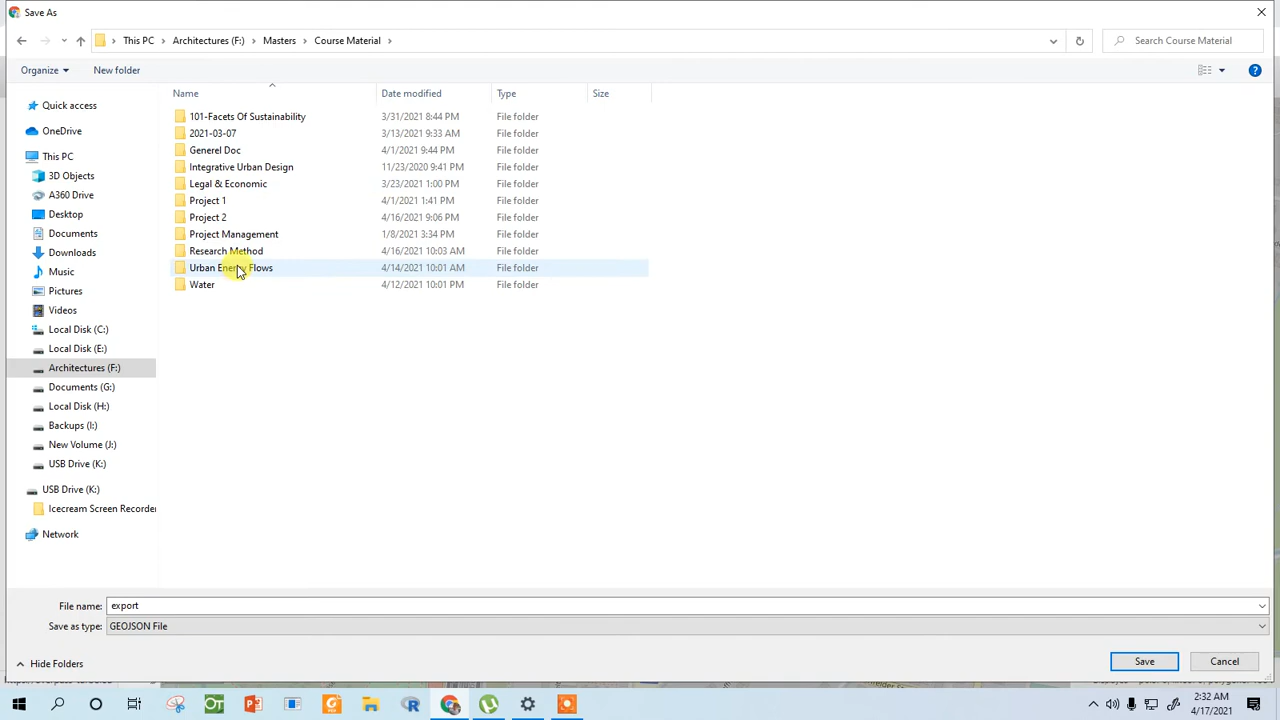 Save As
This PC > Architectures (F:) > Masters > Course Material >
Search Course Material
Organize
New folder
Name
Date modified
Type
Size
Quick access
OneDrive
This PC
3D Objects
A360 Drive
Desktop
Documents
Downloads
Music
Pictures
Videos
Local Disk (C:)
Local Disk (E:)
Architectures (F:)
Documents (G:)
Local Disk (H:)
Backups (I:)
New Volume (J:)
USB Drive (K:)
USB Drive (K:)
Icecream Screen Recorder
Network
101-Facets Of Sustainability 3/31/2021 8:44 PM File folder
2021-03-07 3/13/2021 9:33 AM File folder
Generel Doc 4/1/2021 9:44 PM File folder
Integrative Urban Design 11/23/2020 9:41 PM File folder
Legal & Economic 3/23/2021 1:00 PM File folder
Project 1 4/1/2021 1:41 PM File folder
Project 2 4/16/2021 9:06 PM File folder
Project Management 1/8/2021 3:34 PM File folder
Research Method 4/16/2021 10:03 AM File folder
Urban Energy Flows 4/14/2021 10:01 AM File folder
Water 4/12/2021 10:01 PM File folder
File name: export
Save as type: GEOJSON File
Hide Folders
Save
Cancel
2:32 AM
4/17/2021